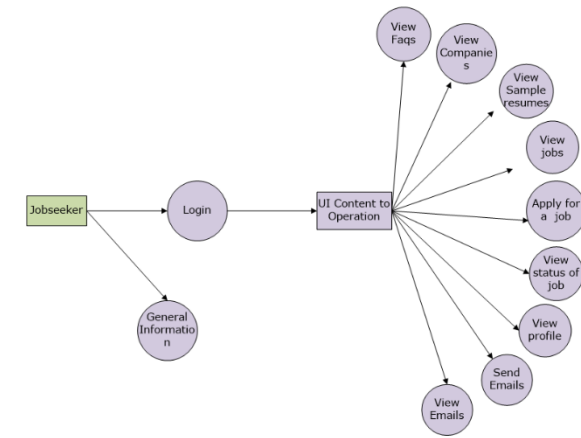 View
Faqs
View
Companie
s
View
Sample
resumes
View
jobs
Jobseeker
Login
UI Content to
Operation
Apply for
a job
View
status of
job
General
Informatio
n
View
profile
Send
Emails
View
Emails